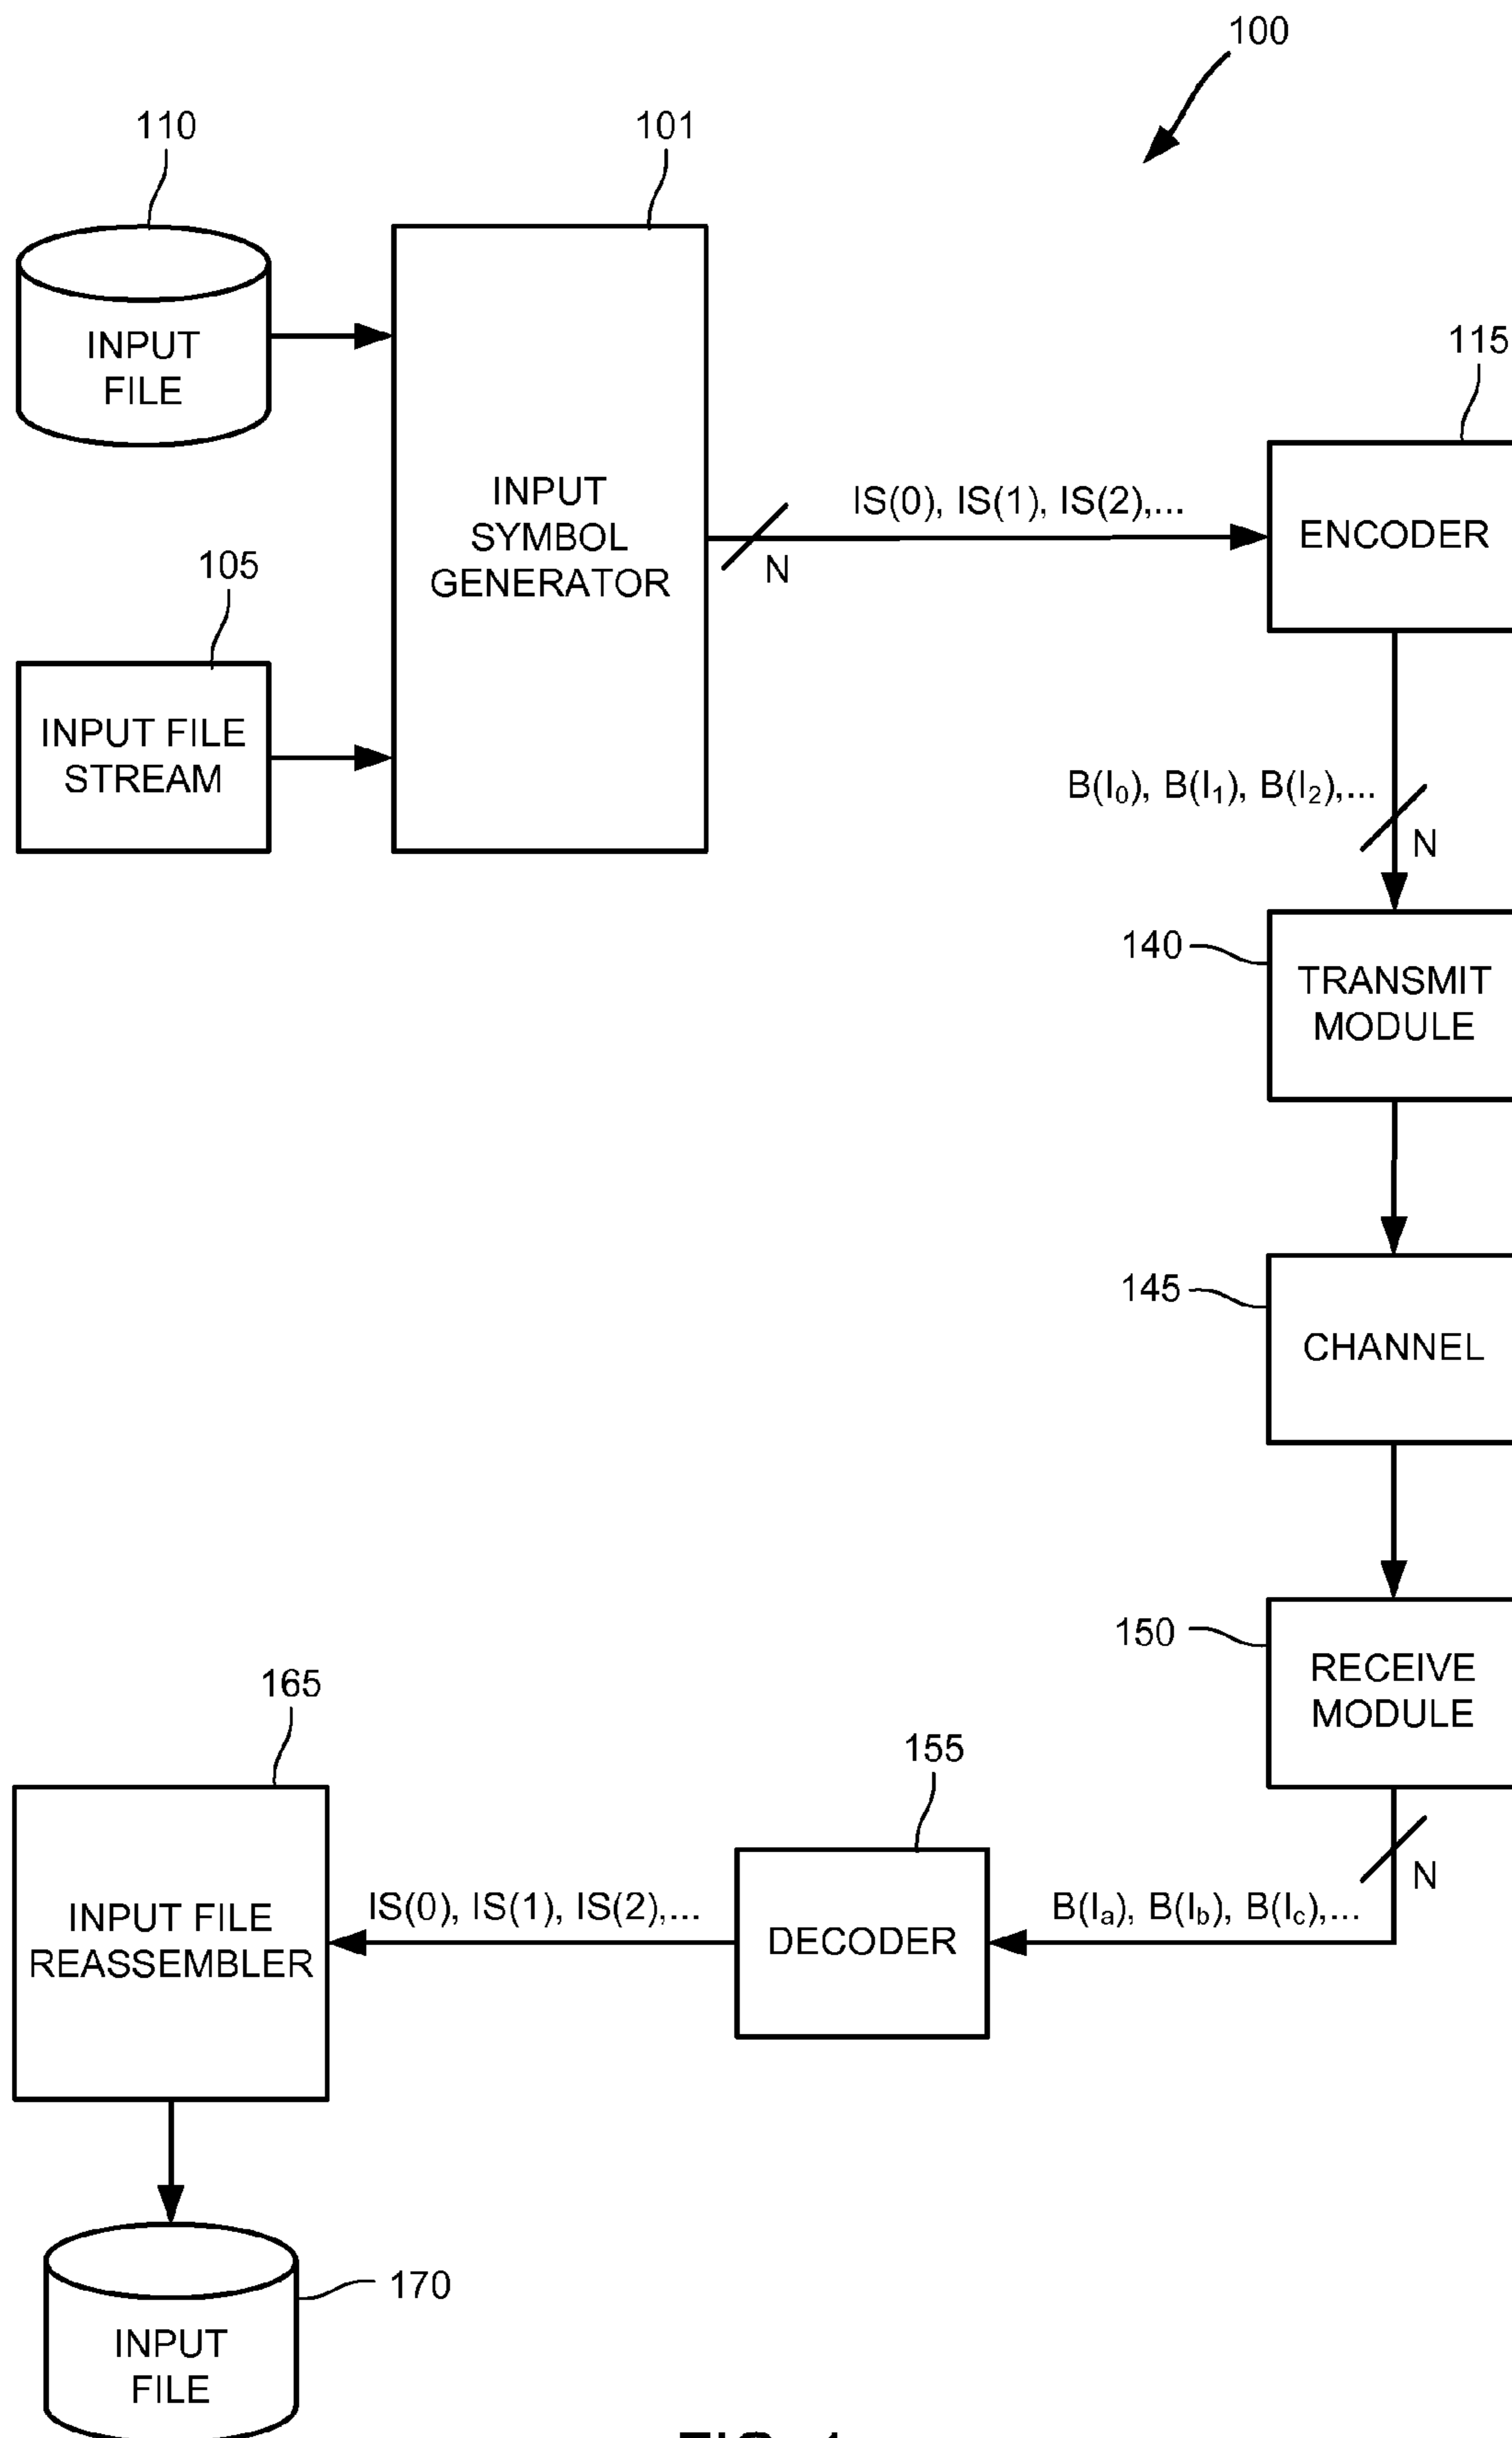 100
110
101
INPUT
FILE
115
INPUT
SYMBOL
GENERATOR
IS(0), IS(1), IS(2),...
N
ENCODER
105
INPUT FILE
STREAM
B(I₀), B(I₁), B(I₂),...
N
140
TRANSMIT
MODULE
145
CHANNEL
150
RECEIVE
MODULE
165
155
N
INPUT FILE
REASSEMBLER
IS(0), IS(1), IS(2),...
DECODER
B(Iₐ), B(I_b), B(I_c),...
170
INPUT
FILE